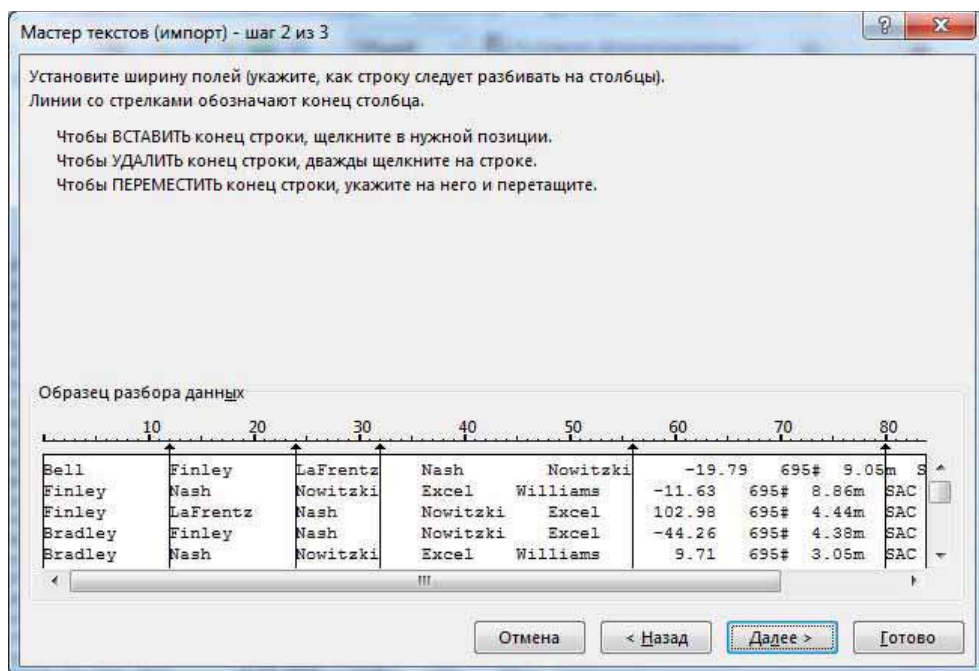 Мастер текстов (импорт) - шаг 2 из 3
Установите ширину полей (укажите, как строку следует разбивать на столбцы).
Линии со стрелками обозначают конец столбца.
Чтобы ВСТАВИТЬ конец строки, щелкните в нужной позиции.
Чтобы УДАЛИТЬ конец строки, дважды щелкните на строке.
Чтобы ПЕРЕМЕСТИТЬ конец строки, укажите на него и перетащите.
Образец разбора данных
10 20 30 40 50 60 70 80
Bell Finley LaFrentz Nash Nowitzki -19.79 695# 9.05m S
Finley Nash Nowitzki Excel Williams -11.63 695# 8.86m SAC
Finley LaFrentz Nash Nowitzki Excel 102.98 695# 4.44m SAC
Bradley Finley Nash Nowitzki Excel -44.26 695# 4.38m SAC
Bradley Nash Nowitzki Excel Williams 9.71 695# 3.05m SAC
Отмена < Назад Далее > Готово